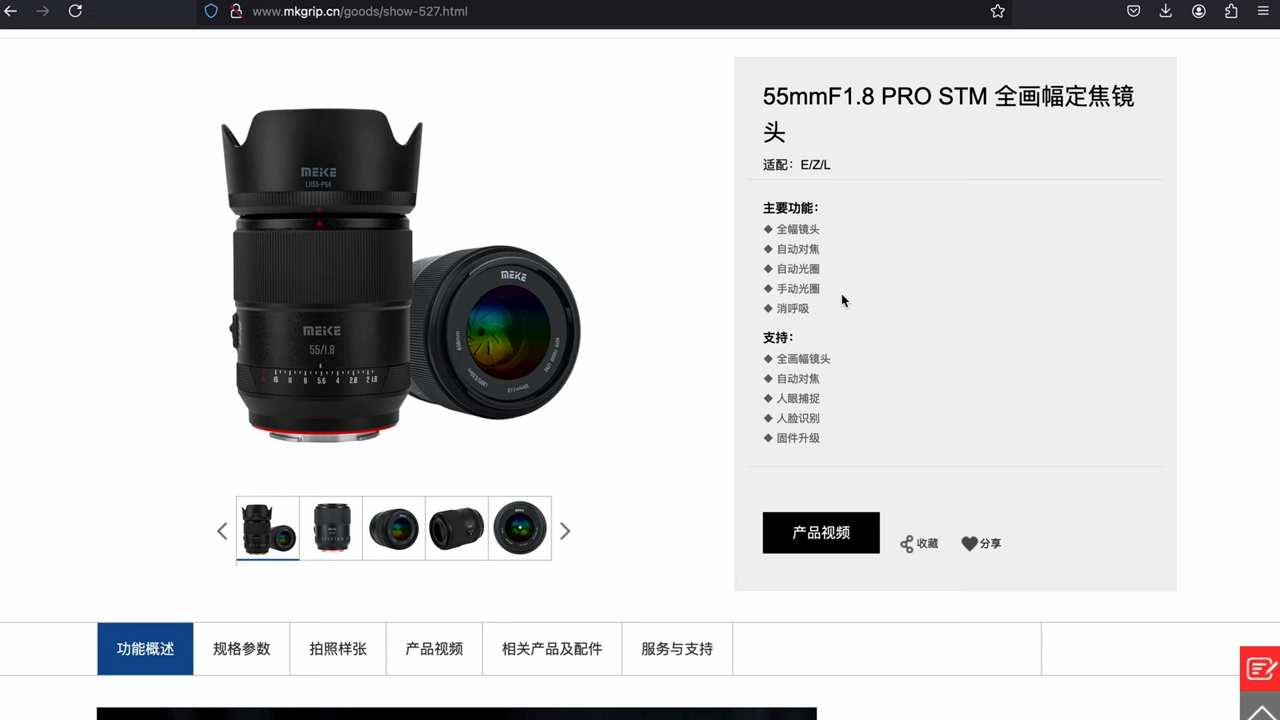 www.mkgrip.cn/goods/show-527.html
55mmF1.8 PRO STM 全画幅定焦镜
头
适配：E/Z/L
主要功能：
◆ 全幅镜头
◆ 自动对焦
◆ 自动光圈
◆ 手动光圈
◆ 消呼吸
支持：
◆ 全画幅镜头
◆ 自动对焦
◆ 人眼捕捉
◆ 人脸识别
◆ 固件升级
产品视频
收藏
分享
MEIKE
LH55-P64
MEIKE
55/1.8
16 11 8 5.6 4 2.8 2 1.8
MEIKE
55mm
功能概述
规格参数
拍照样张
产品视频
相关产品及配件
服务与支持